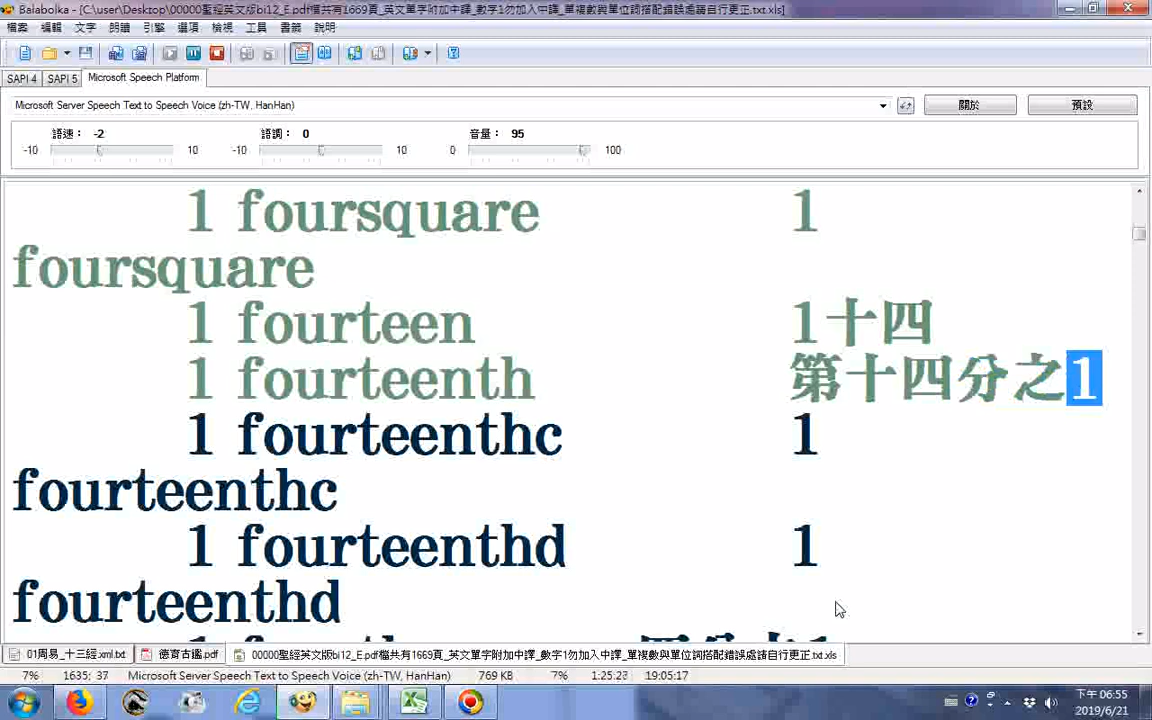 Balabolka - [C:\user\Desktop\00000聖經英文版bi12_E.pdf檔共有1669頁_英文單字附加中譯_數字1勿加入中譯_單複數與單位詞搭配錯誤處請自行更正.txt.xls]
檔案 編輯 文字 朗讀 引擎 選項 檢視 工具 書籤 說明
SAPI 4 SAPI 5 Microsoft Speech Platform
Microsoft Server Speech Text to Speech Voice (zh-TW, HanHan) 關於 預設
語速： -2 語調： 0 音量： 95
-10 10 -10 10 0 100
1 foursquare 1
foursquare
1 fourteen 1十四
1 fourteenth 第十四分之1
1 fourteenthc 1
fourteenthc
1 fourteenthd 1
fourteenthd
01周易_十三經.xml.txt 德育古鑑.pdf 00000聖經英文版bi12_E.pdf檔共有1669頁_英文單字附加中譯_數字1勿加入中譯_單複數與單位詞搭配錯誤處請自行更正.txt.xls
7% 1635: 37 Microsoft Server Speech Text to Speech Voice (zh-TW, HanHan) 769 KB 7% 1:25:23 19:05:17
下午 06:55
2019/6/21